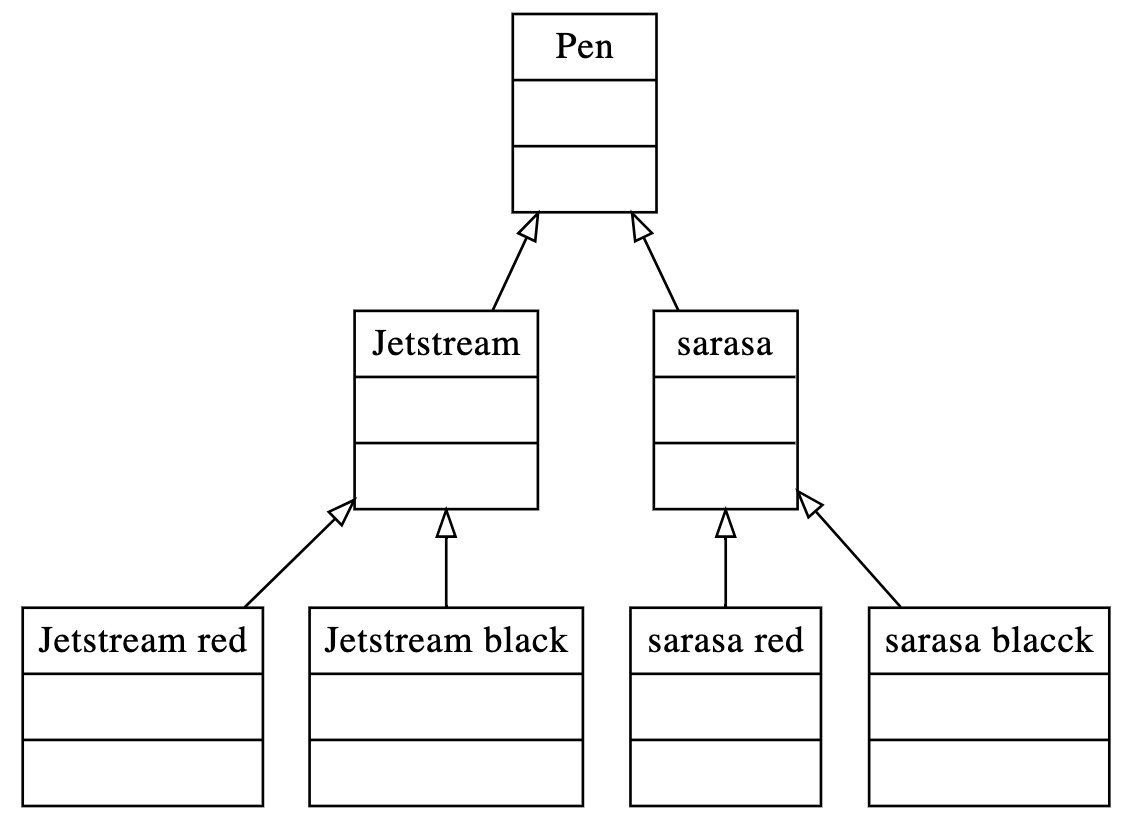 Pen
Jetstream
sarasa
Jetstream red
Jetstream black
sarasa red
sarasa blacck